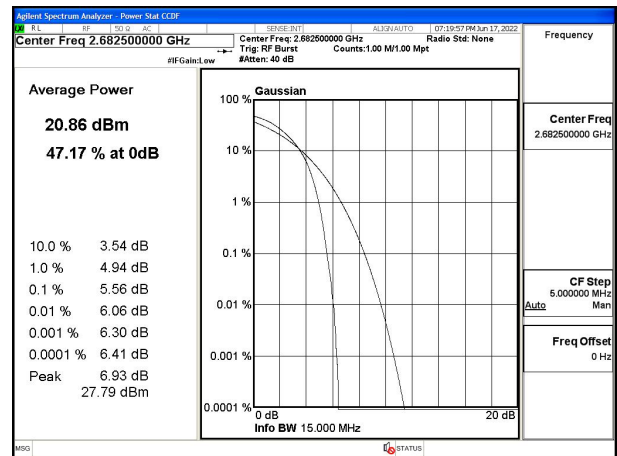 Agilent Spectrum Analyzer - Power Stat CCDF
RL RF 50 Ω AC SENSE:INT ALIGNAUTO 07:19:57 PM Jun 17, 2022
Center Freq 2.682500000 GHz
Center Freq: 2.682500000 GHz Radio Std: None
Trig: RF Burst Counts:1.00 M/1.00 Mpt
#IFGain:Low #Atten: 40 dB
Frequency
Average Power
20.86 dBm
47.17 % at 0dB
10.0 % 3.54 dB
1.0 % 4.94 dB
0.1 % 5.56 dB
0.01 % 6.06 dB
0.001 % 6.30 dB
0.0001 % 6.41 dB
Peak 6.93 dB
27.79 dBm
Gaussian
100 %
10 %
1 %
0.1 %
0.01 %
0.001 %
0.0001 %
0 dB 20 dB
Info BW 15.000 MHz
Center Freq
2.682500000 GHz
CF Step
5.000000 MHz
Auto Man
Freq Offset
0 Hz
MSG STATUS